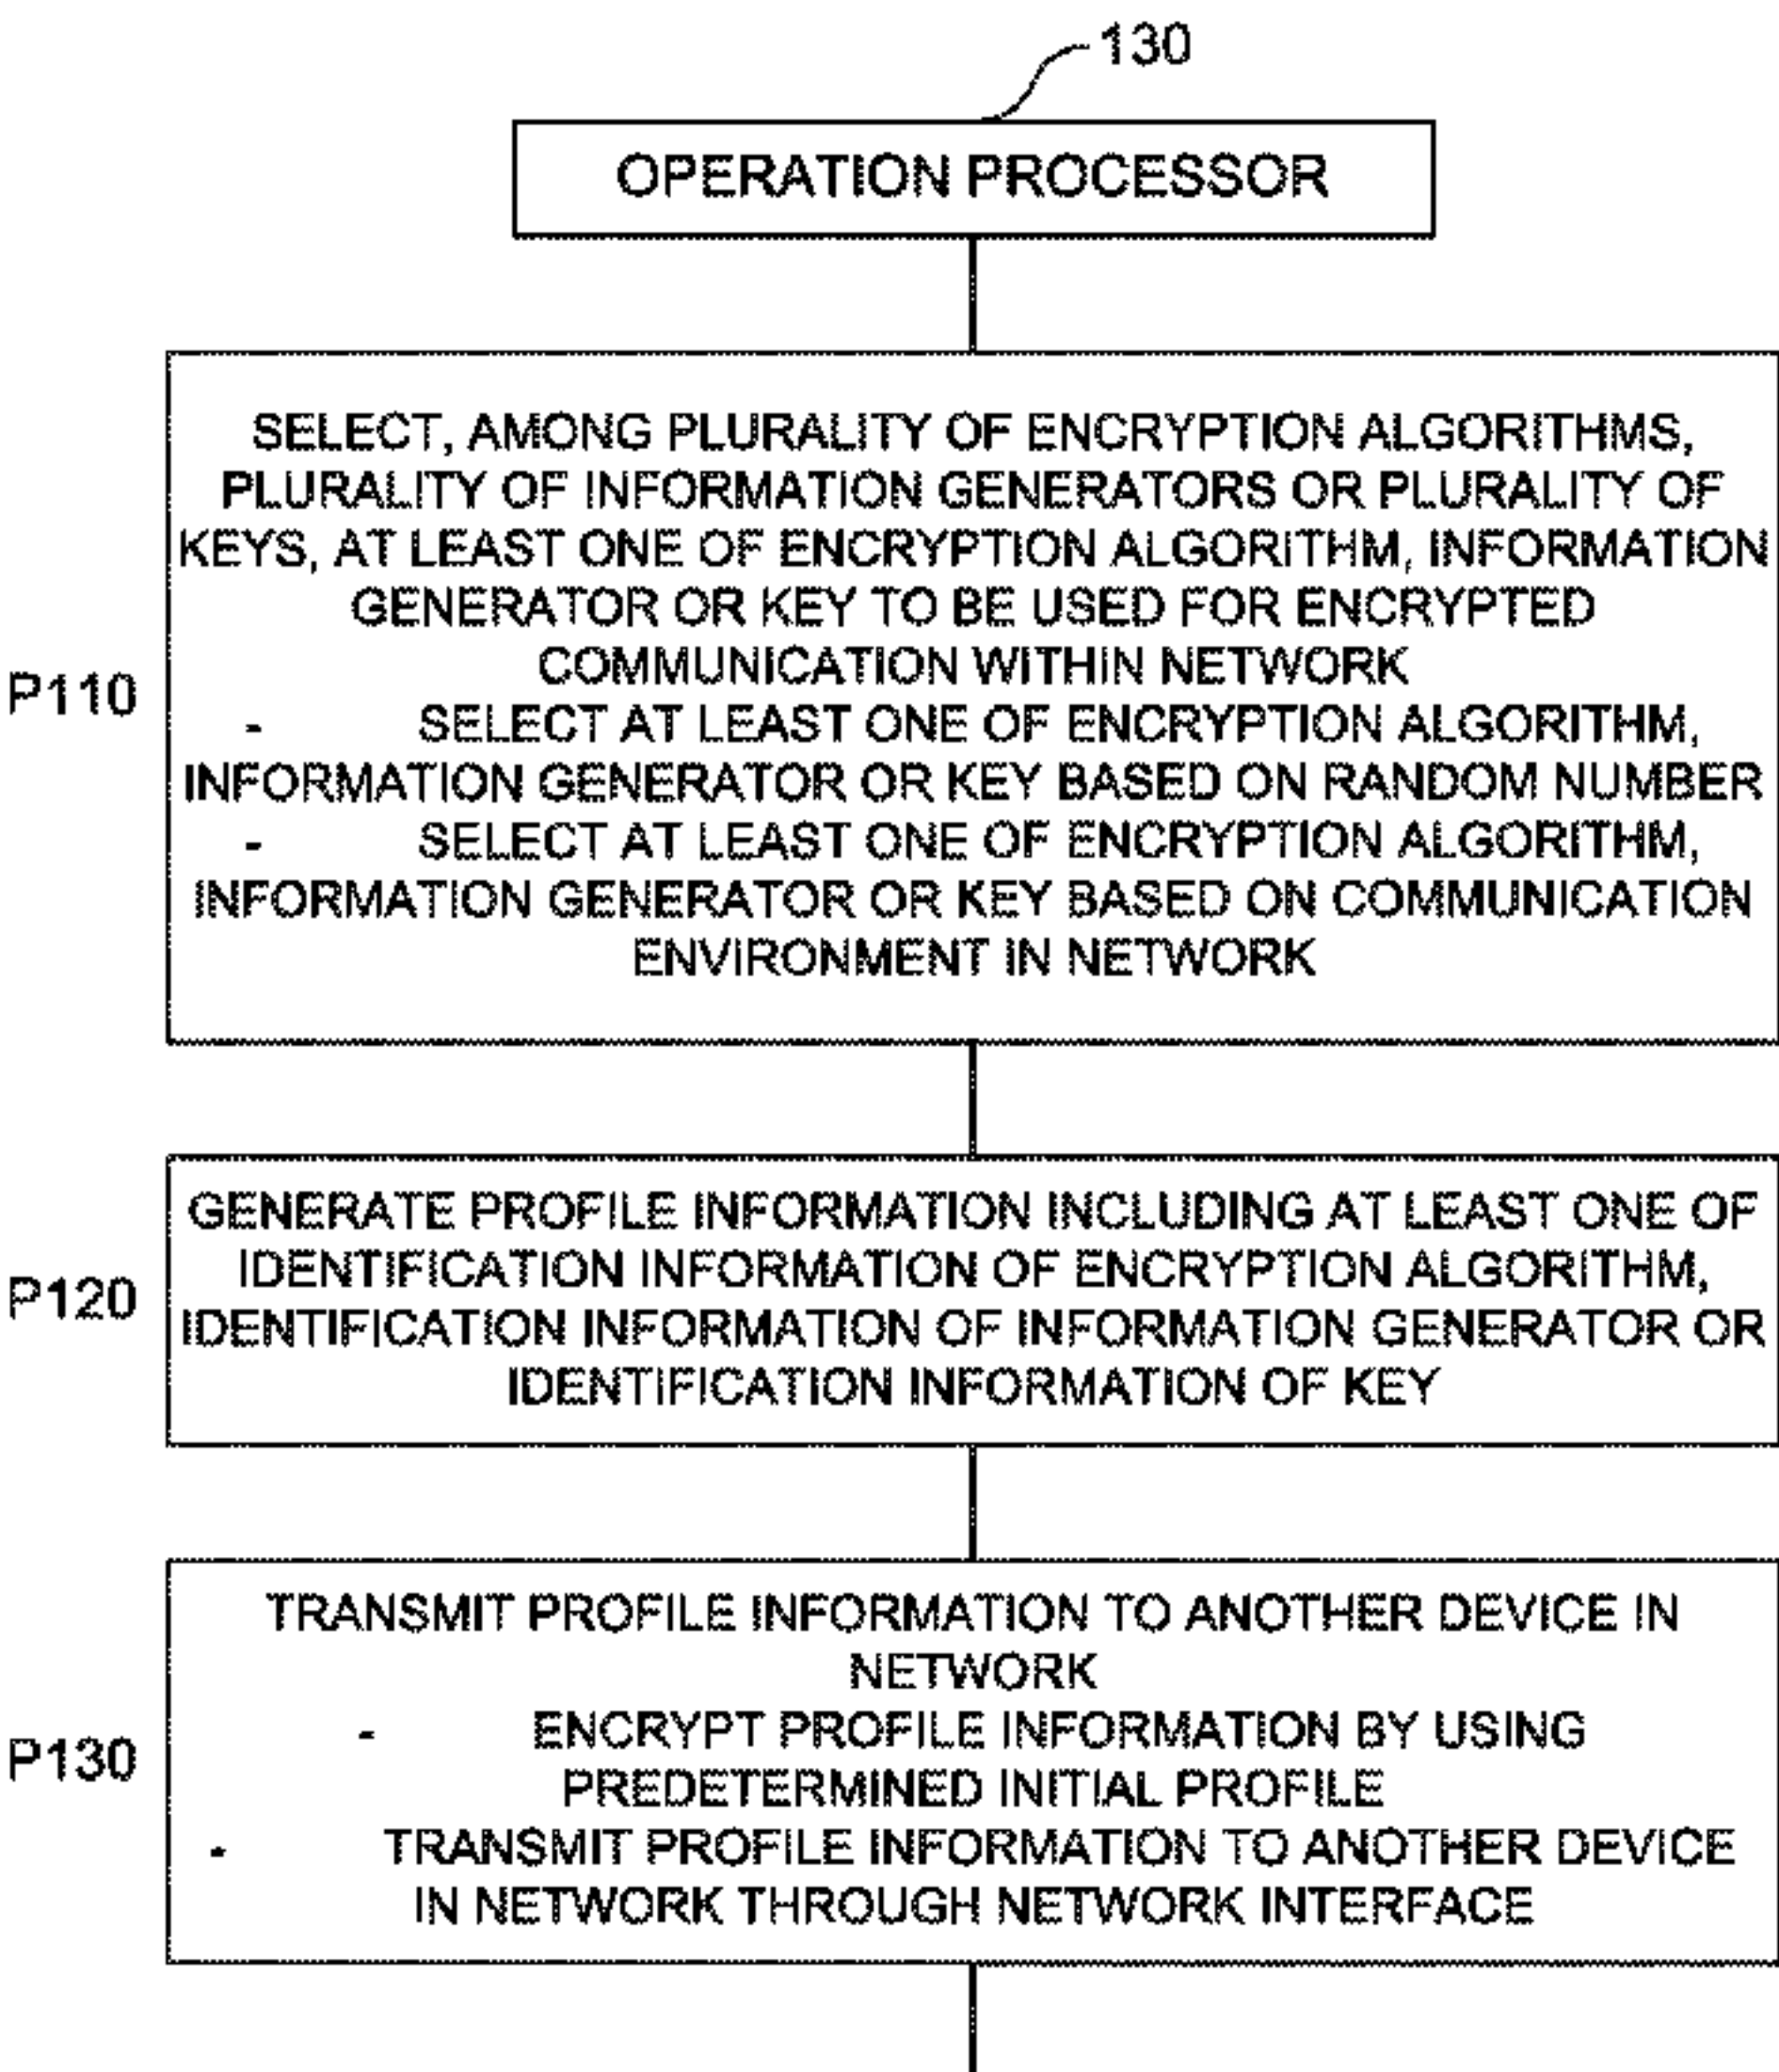 130
OPERATION PROCESSOR
SELECT, AMONG PLURALITY OF ENCRYPTION ALGORITHMS,
PLURALITY OF INFORMATION GENERATORS OR PLURALITY OF
KEYS, AT LEAST ONE OF ENCRYPTION ALGORITHM, INFORMATION
GENERATOR OR KEY TO BE USED FOR ENCRYPTED
COMMUNICATION WITHIN NETWORK
P110
- SELECT AT LEAST ONE OF ENCRYPTION ALGORITHM,
INFORMATION GENERATOR OR KEY BASED ON RANDOM NUMBER
- SELECT AT LEAST ONE OF ENCRYPTION ALGORITHM,
INFORMATION GENERATOR OR KEY BASED ON COMMUNICATION
ENVIRONMENT IN NETWORK
GENERATE PROFILE INFORMATION INCLUDING AT LEAST ONE OF
IDENTIFICATION INFORMATION OF ENCRYPTION ALGORITHM,
P120
IDENTIFICATION INFORMATION OF INFORMATION GENERATOR OR
IDENTIFICATION INFORMATION OF KEY
TRANSMIT PROFILE INFORMATION TO ANOTHER DEVICE IN
NETWORK
- ENCRYPT PROFILE INFORMATION BY USING
P130
PREDETERMINED INITIAL PROFILE
- TRANSMIT PROFILE INFORMATION TO ANOTHER DEVICE
IN NETWORK THROUGH NETWORK INTERFACE